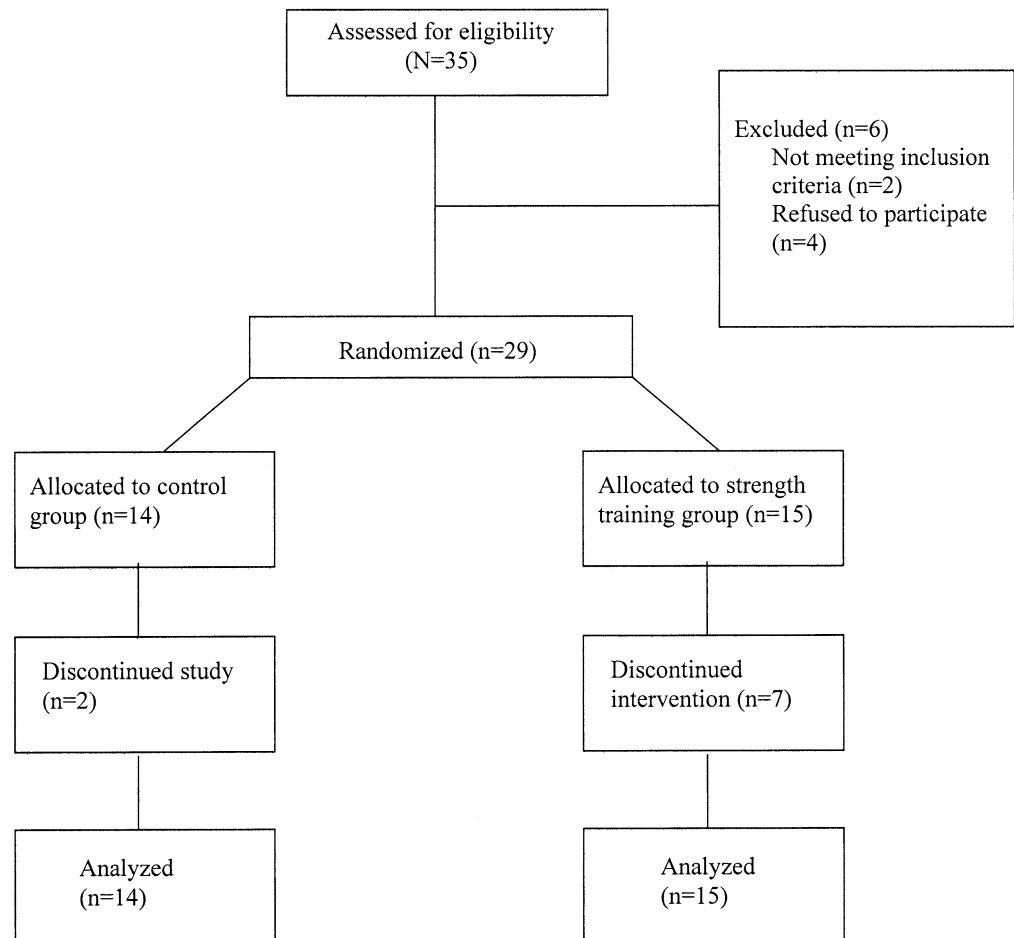 Assessed for eligibility
(N=35)
Excluded (n=6)
Not meeting inclusion
criteria (n=2)
Refused to participate
(n=4)
Randomized (n=29)
Allocated to control
group (n=14)
Allocated to strength
training group (n=15)
Discontinued study
(n=2)
Discontinued
intervention (n=7)
Analyzed
(n=14)
Analyzed
(n=15)